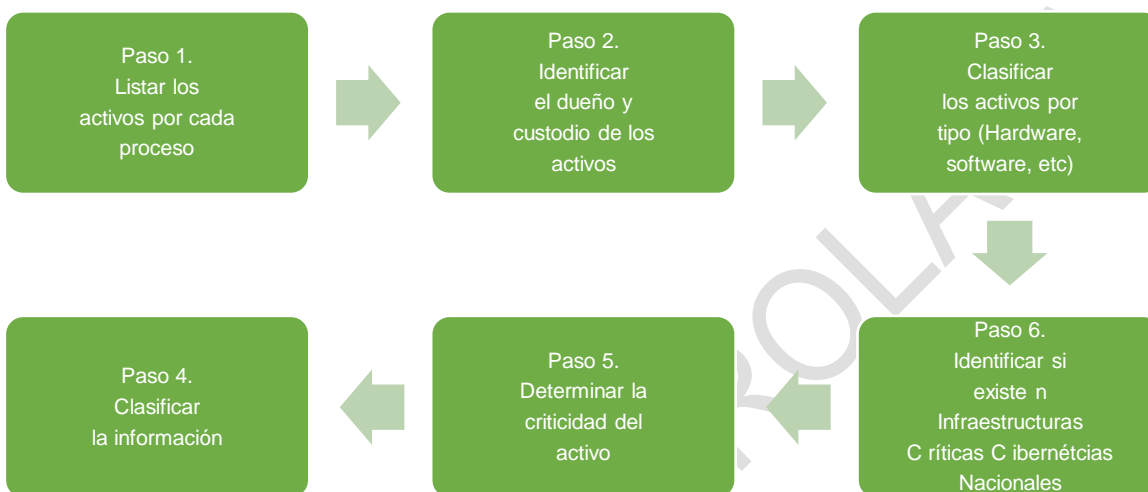 Paso 1.
Listar los
activos por cada
proceso
Paso 2.
Identificar
el dueño y
custodio de los
activos
Paso 3.
Clasificar
los activos por
tipo (Hardware,
software, etc)
Paso 4.
Clasificar
la información
Paso 5.
Determinar la
criticidad del
activo
Paso 6.
Identificar si
existe n
Infraestructuras
C ríticas C ibernétcias
Nacionales